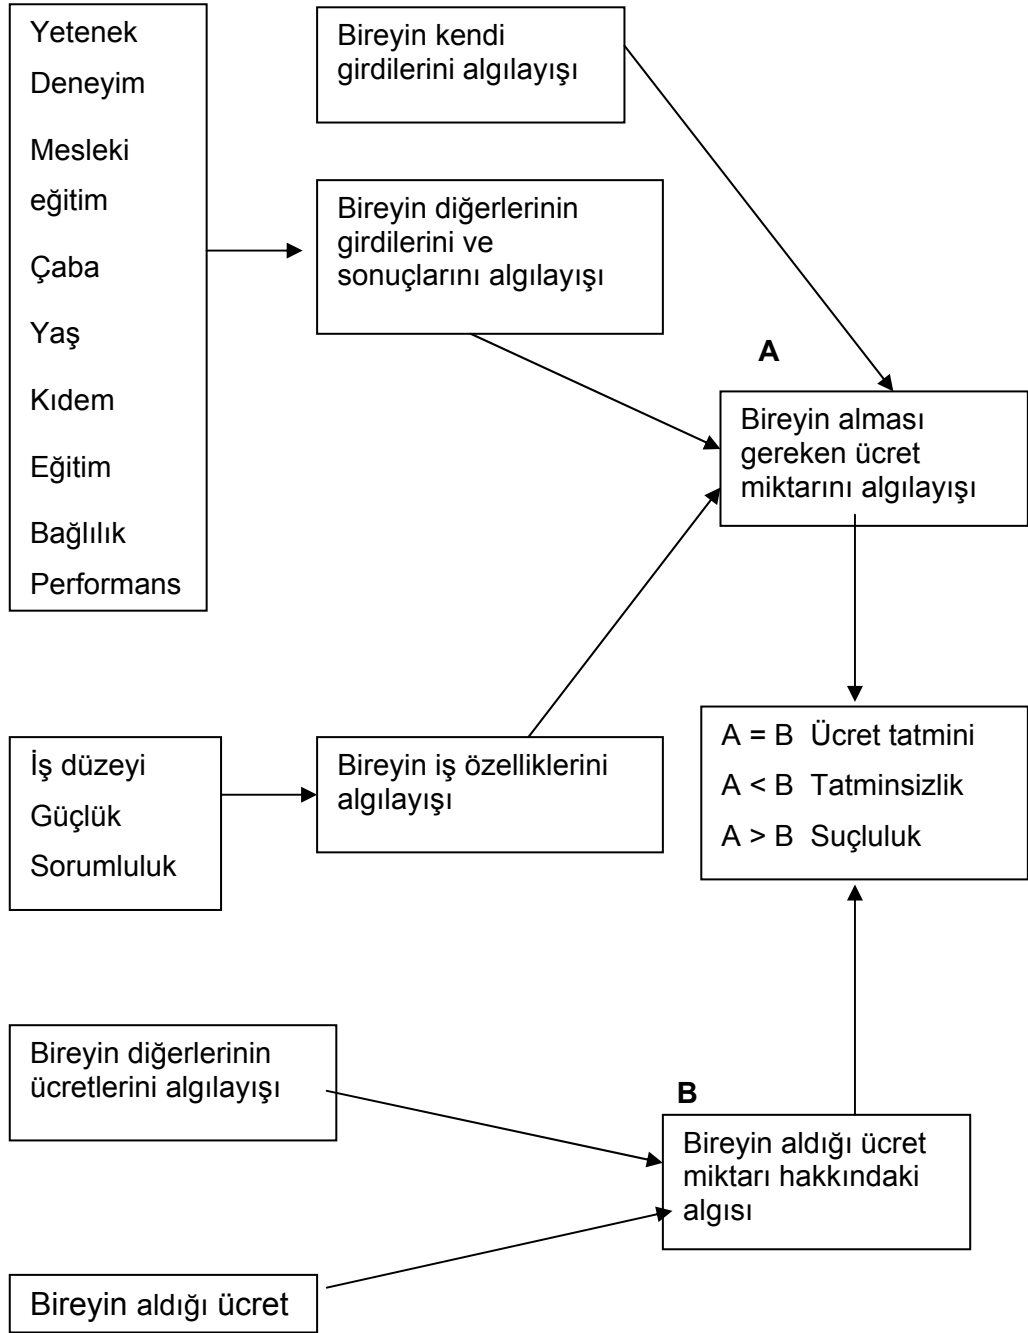 Yetenek
Deneyim
Mesleki
eğitim
Çaba
Yaş
Kıdem
Eğitim
Bağlılık
Performans
Bireyin kendi
girdilerini algılayışı
Bireyin diğerlerinin
girdilerini ve
sonuçlarını algılayışı
A
Bireyin alması
gereken ücret
miktarını algılayışı
İş düzeyi
Güçlük
Sorumluluk
Bireyin iş özelliklerini
algılayışı
A = B Ücret tatmini
A < B Tatminsizlik
A > B Suçluluk
Bireyin diğerlerinin
ücretlerini algılayışı
B
Bireyin aldığı ücret
miktarı hakkındaki
algısı
Bireyin aldığı ücret